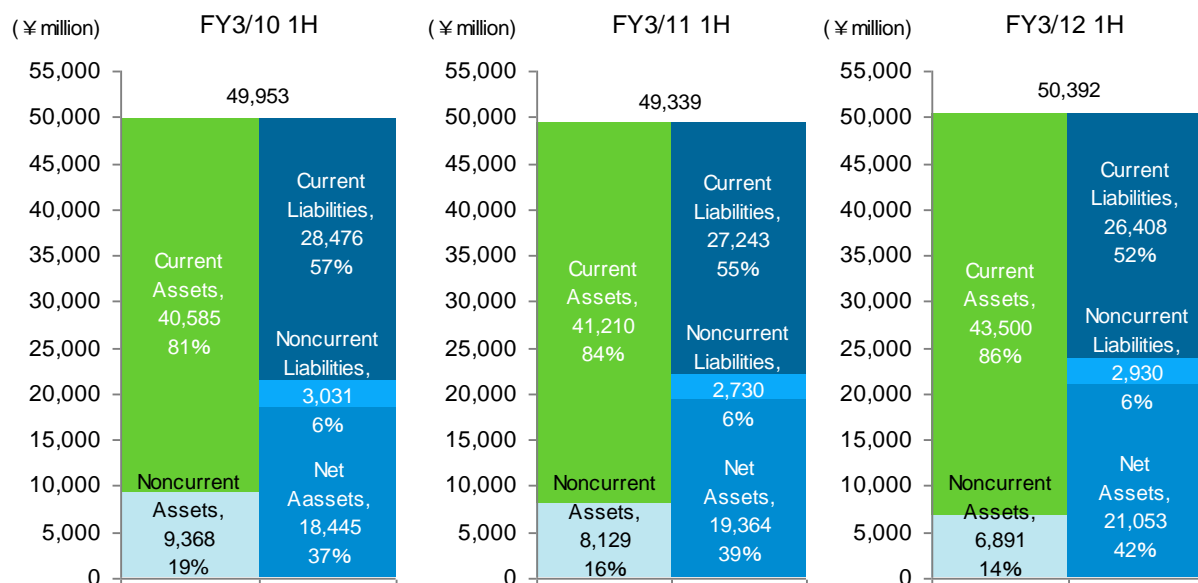 (¥million)
FY3/10 1H
55,000
50,000
45,000
40,000
35,000
30,000
25,000
20,000
15,000
10,000
5,000
0
49,953
Current
Assets,
40,585
81%
Noncurrent
Assets,
9,368
19%
Current
Liabilities,
28,476
57%
Noncurrent
Liabilities,
3,031
6%
Net
Aassets,
18,445
37%
(¥million)
FY3/11 1H
55,000
50,000
45,000
40,000
35,000
30,000
25,000
20,000
15,000
10,000
5,000
0
49,339
Current
Assets,
41,210
84%
Noncurrent
Assets,
8,129
16%
Current
Liabilities,
27,243
55%
Noncurrent
Liabilities,
2,730
6%
Net
Assets,
19,364
39%
(¥million)
FY3/12 1H
55,000
50,000
45,000
40,000
35,000
30,000
25,000
20,000
15,000
10,000
5,000
0
50,392
Current
Assets,
43,500
86%
Noncurrent
Assets,
6,891
14%
Current
Liabilities,
26,408
52%
Noncurrent
Liabilities,
2,930
6%
Net
Assets,
21,053
42%